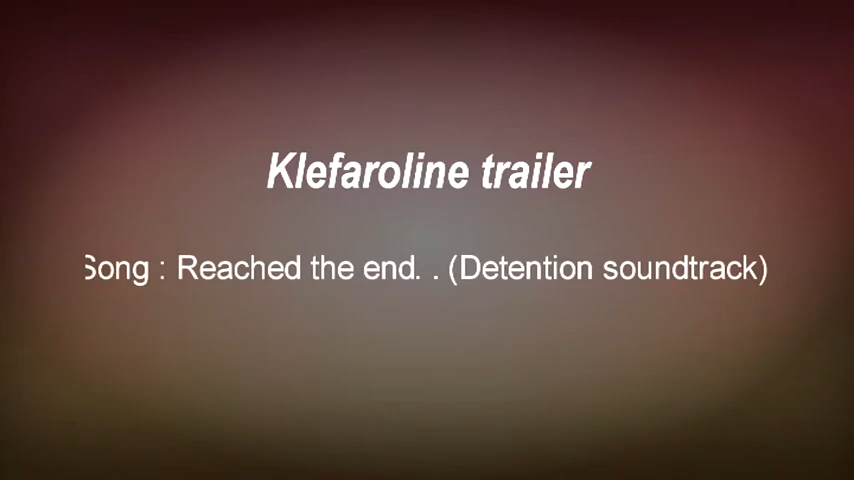 Klefaroline trailer
Song : Reached the end. . (Detention soundtrack)